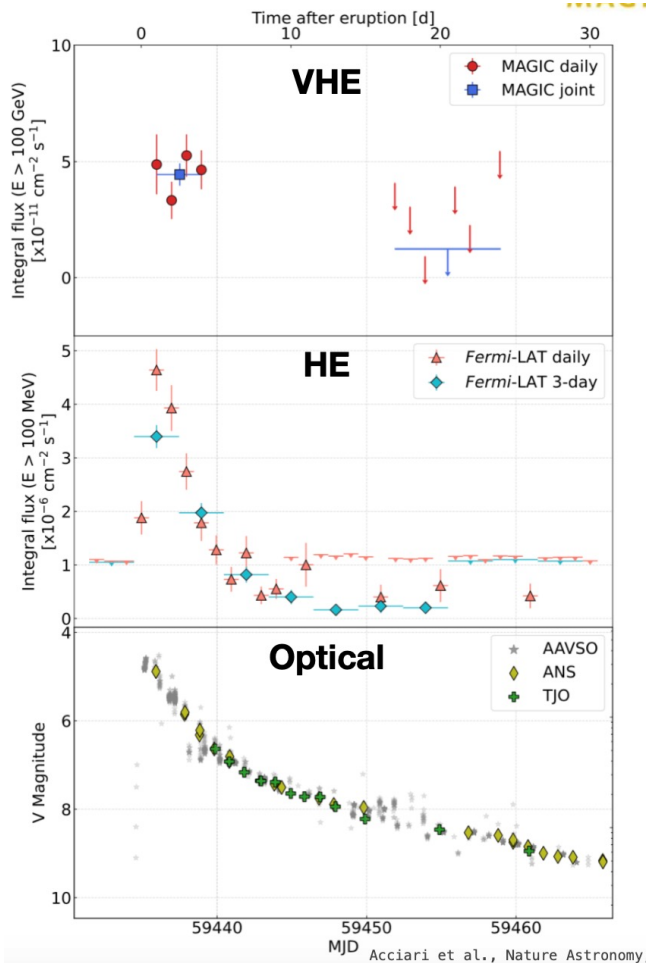 MAGI
Time after eruption [d]
0 10 20 30
10
5
0
Integral flux (E > 100 GeV)
[x10⁻¹¹ cm⁻² s⁻¹]
VHE
MAGIC daily
MAGIC joint
5
4
3
2
1
0
Integral flux (E > 100 MeV)
[x10⁻⁶ cm⁻² s⁻¹]
HE
Fermi-LAT daily
Fermi-LAT 3-day
4
6
8
10
V Magnitude
Optical
AAVSO
ANS
TJO
59440 59450 59460
MJD
Acciari et al., Nature Astronomy,